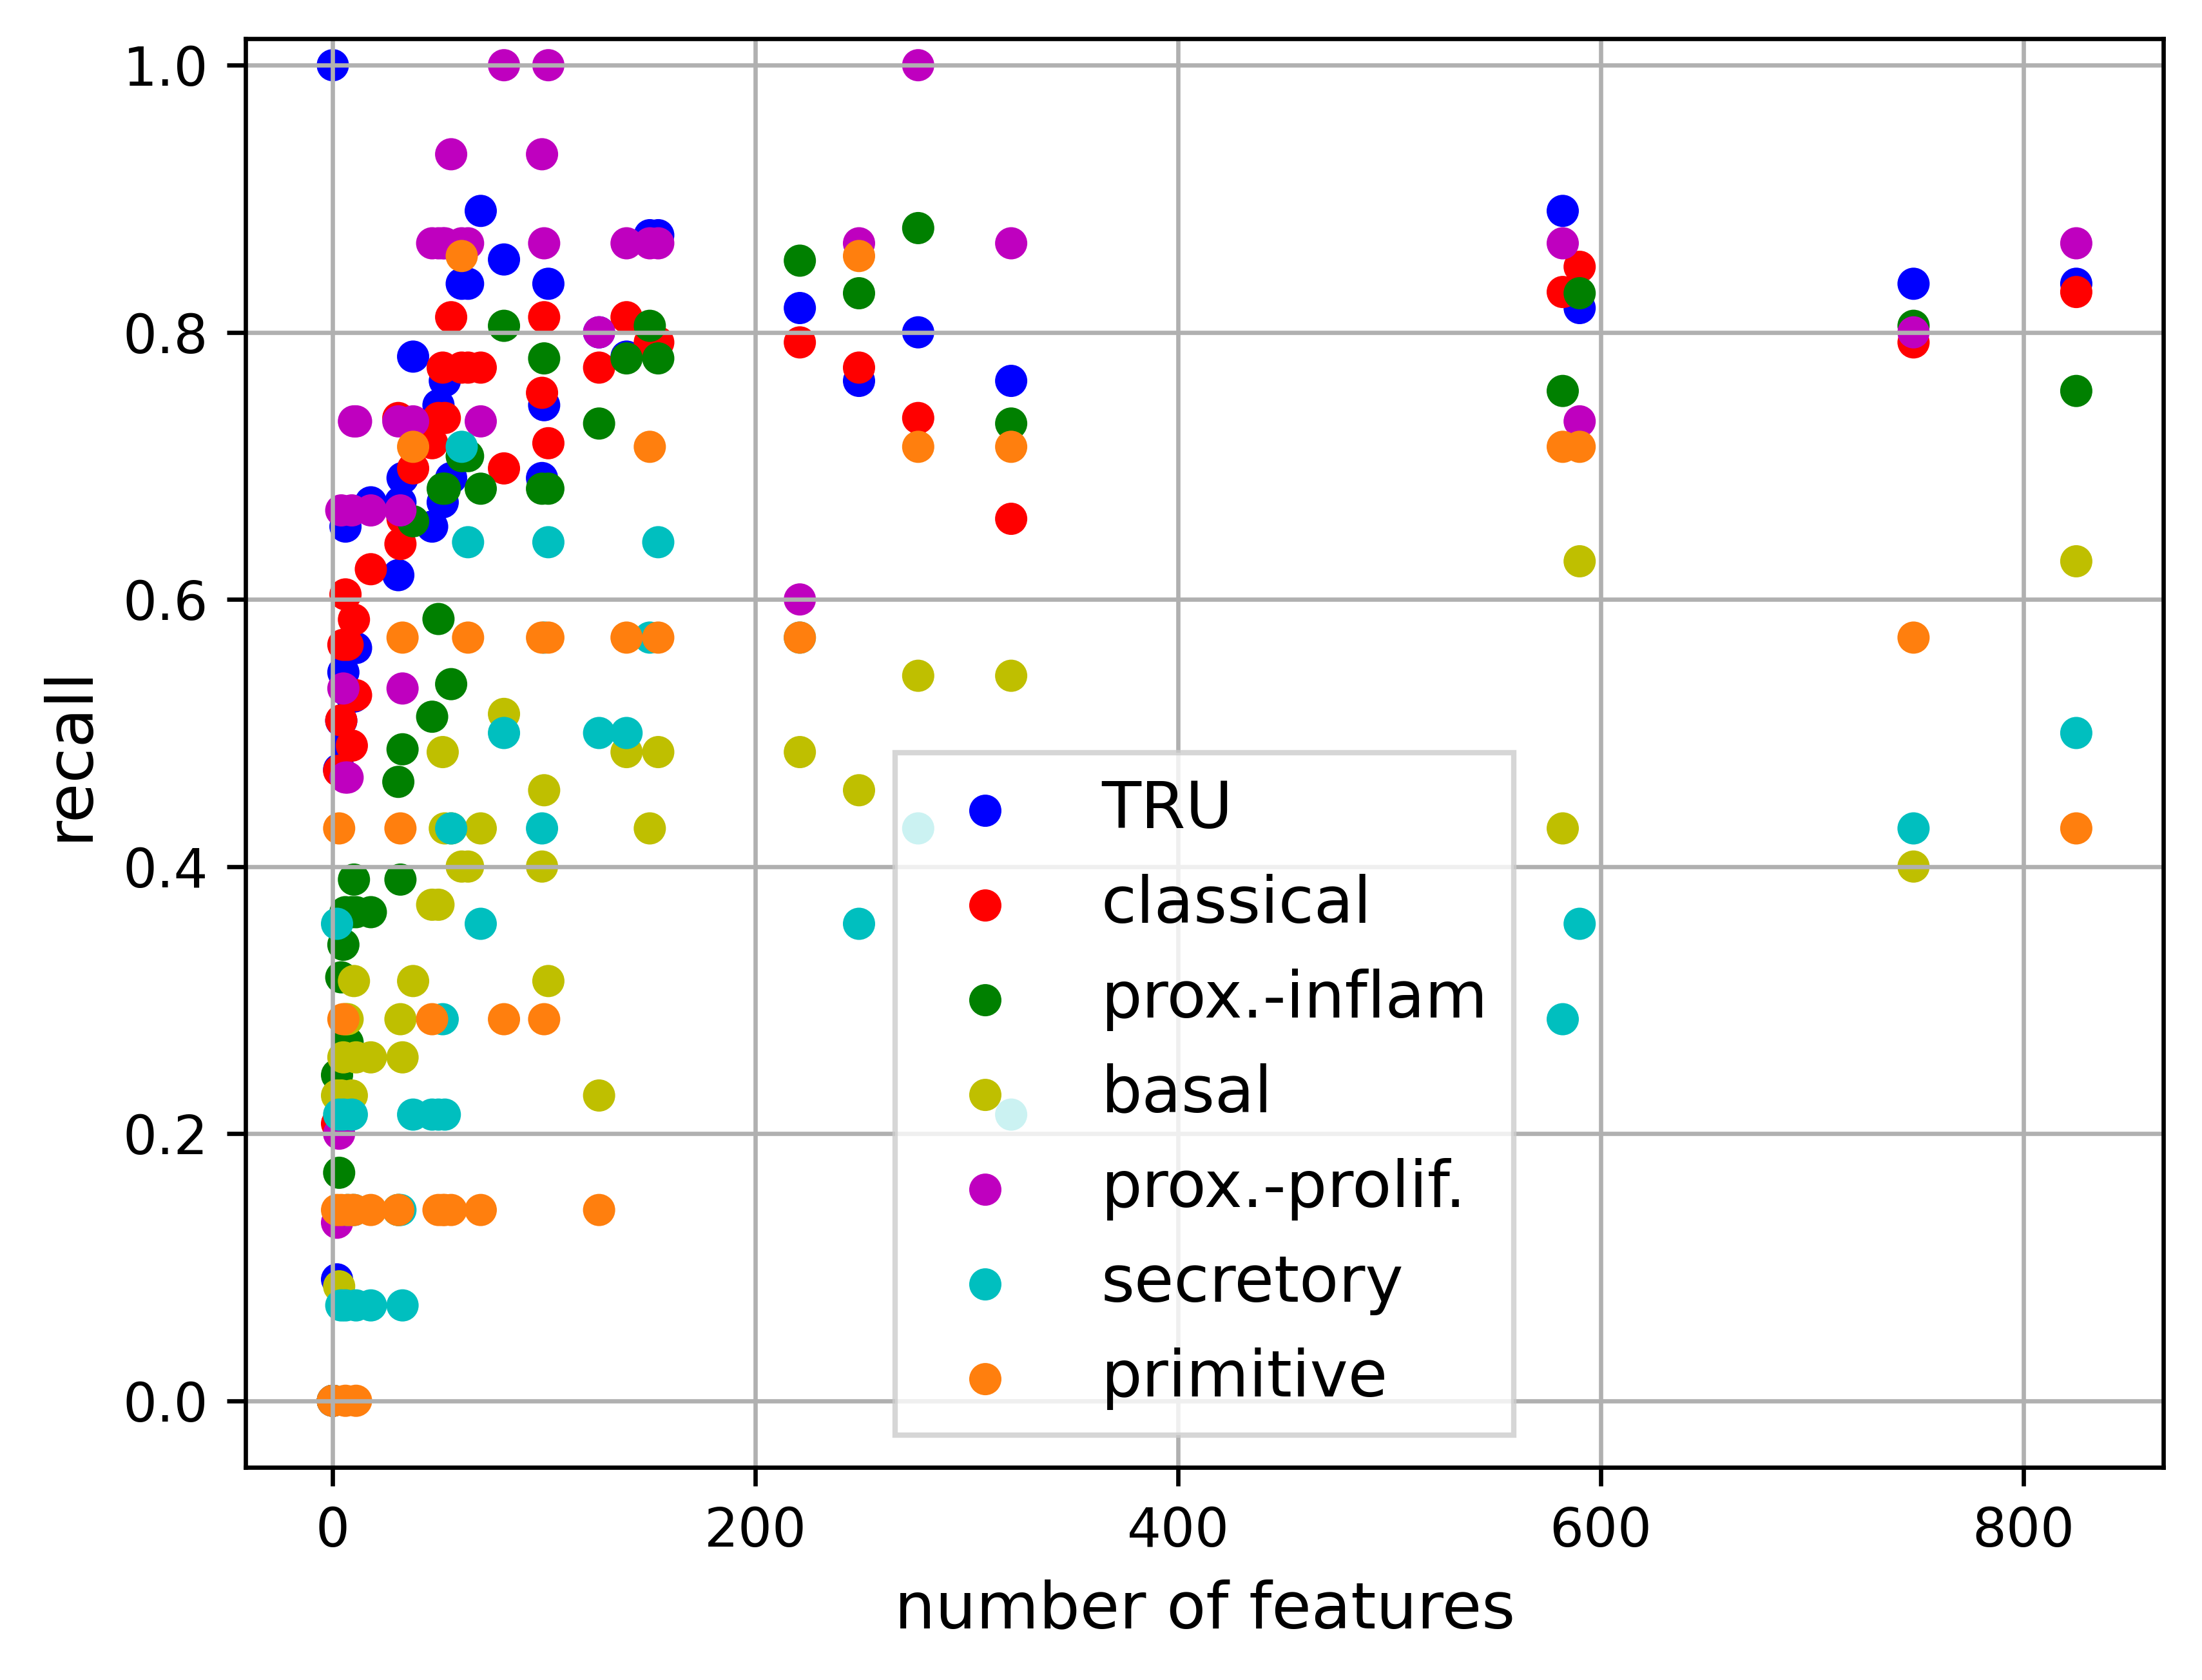 1.0
0.8
0.6
0.4
0.2
0.0
recall
TRU
classical
prox.-inflam
basal
prox.-prolif.
secretory
primitive
0 200 400 600 800
number of features